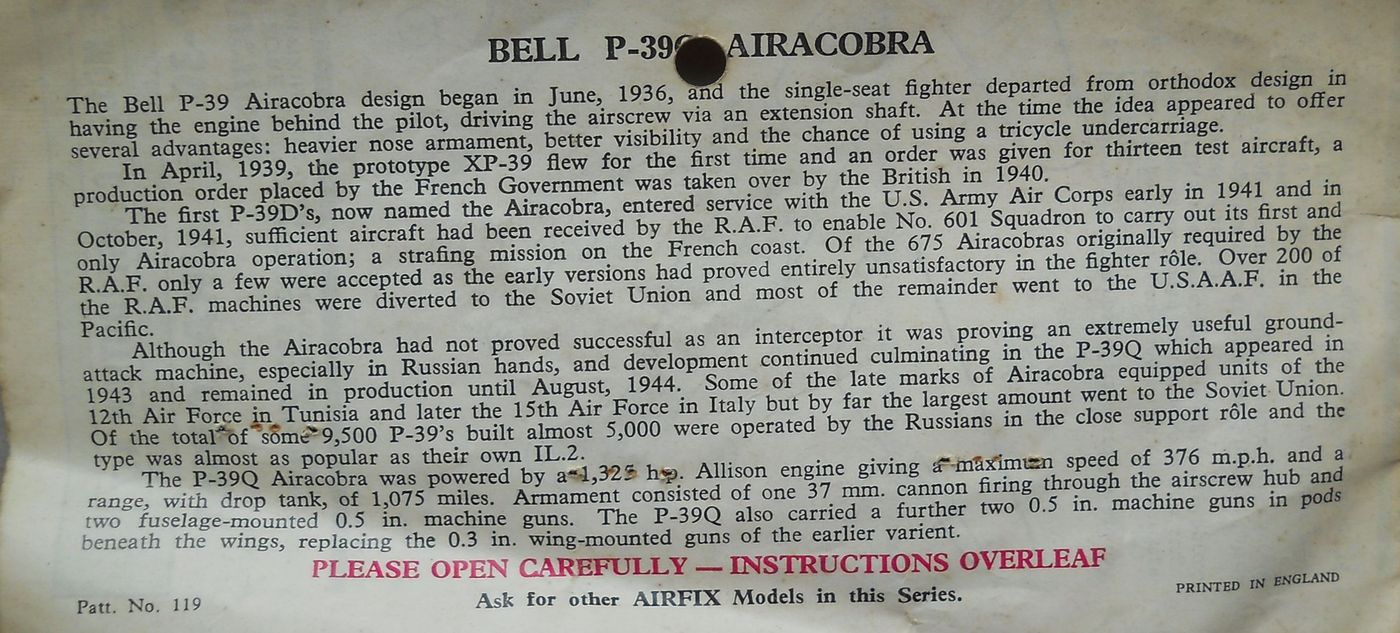 BELL P-39Q AIRACOBRA
The Bell P-39 Airacobra design began in June, 1936, and the single-seat fighter departed from orthodox design in
having the engine behind the pilot, driving the airscrew via an extension shaft. At the time the idea appeared to offer
several advantages: heavier nose armament, better visibility and the chance of using a tricycle undercarriage.
In April, 1939, the prototype XP-39 flew for the first time and an order was given for thirteen test aircraft, a
production order placed by the French Government was taken over by the British in 1940.
The first P-39D's, now named the Airacobra, entered service with the U.S. Army Air Corps early in 1941 and in
October, 1941, sufficient aircraft had been received by the R.A.F. to enable No. 601 Squadron to carry out its first and
only Airacobra operation; a strafing mission on the French coast. Of the 675 Airacobras originally required by the
R.A.F. only a few were accepted as the early versions had proved entirely unsatisfactory in the fighter rôle. Over 200 of
the R.A.F. machines were diverted to the Soviet Union and most of the remainder went to the U.S.A.A.F. in the
Pacific.
Although the Airacobra had not proved successful as an interceptor it was proving an extremely useful ground-
attack machine, especially in Russian hands, and development continued culminating in the P-39Q which appeared in
1943 and remained in production until August, 1944. Some of the late marks of Airacobra equipped units of the
12th Air Force in Tunisia and later the 15th Air Force in Italy but by far the largest amount went to the Soviet Union.
Of the total of some 9,500 P-39's built almost 5,000 were operated by the Russians in the close support rôle and the
type was almost as popular as their own IL.2.
The P-39Q Airacobra was powered by a 1,325 h.p. Allison engine giving a maximum speed of 376 m.p.h. and a
range, with drop tank, of 1,075 miles. Armament consisted of one 37 mm. cannon firing through the airscrew hub and
two fuselage-mounted 0.5 in. machine guns. The P-39Q also carried a further two 0.5 in. machine guns in pods
beneath the wings, replacing the 0.3 in. wing-mounted guns of the earlier varient.
PLEASE OPEN CAREFULLY — INSTRUCTIONS OVERLEAF
Patt. No. 119
Ask for other AIRFIX Models in this Series.
PRINTED IN ENGLAND